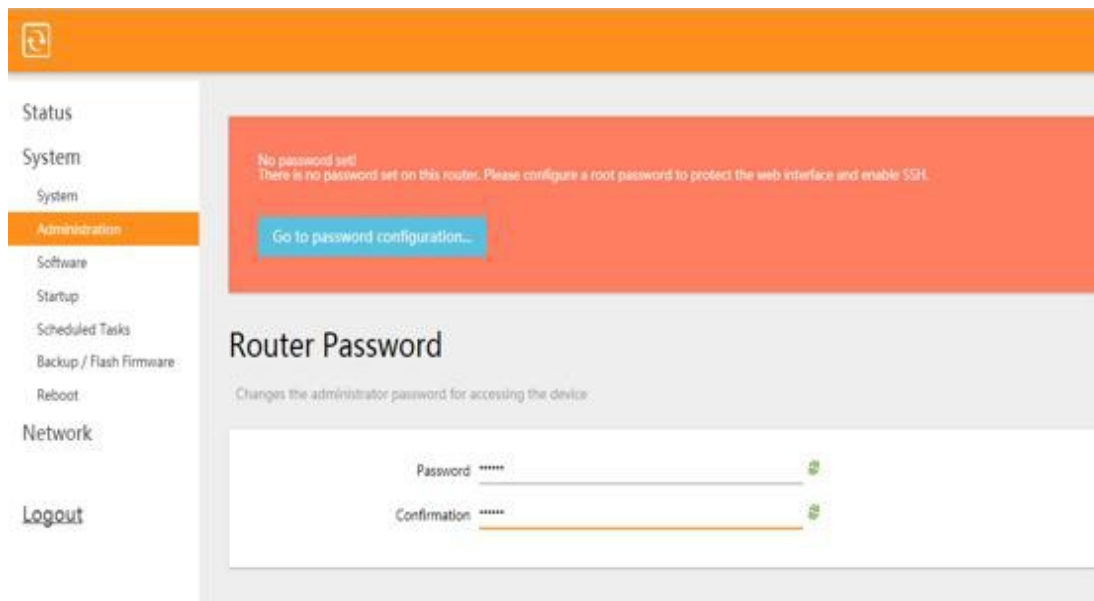 Status
System
System
Administration
Software
Startup
Scheduled Tasks
Backup / Flash Firmware
Reboot
Network
Logout
No password set!
There is no password set on this router. Please configure a root password to protect the web interface and enable SSH.
Go to password configuration...
Router Password
Changes the administrator password for accessing the device
Password ••••••
Confirmation ••••••